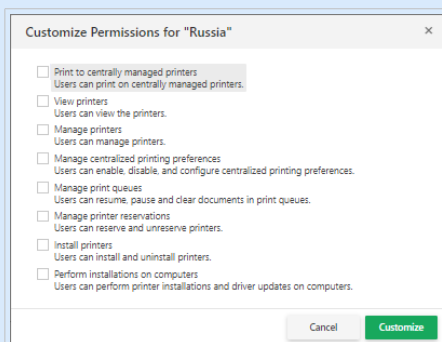 Customize Permissions for "Russia"
×
Print to centrally managed printers
Users can print on centrally managed printers.
View printers
Users can view the printers.
Manage printers
Users can manage printers.
Manage centralized printing preferences
Users can enable, disable, and configure centralized printing preferences.
Manage print queues
Users can resume, pause and clear documents in print queues.
Manage printer reservations
Users can reserve and unreserve printers.
Install printers
Users can install and uninstall printers.
Perform installations on computers
Users can perform printer installations and driver updates on computers.
Cancel
Customize